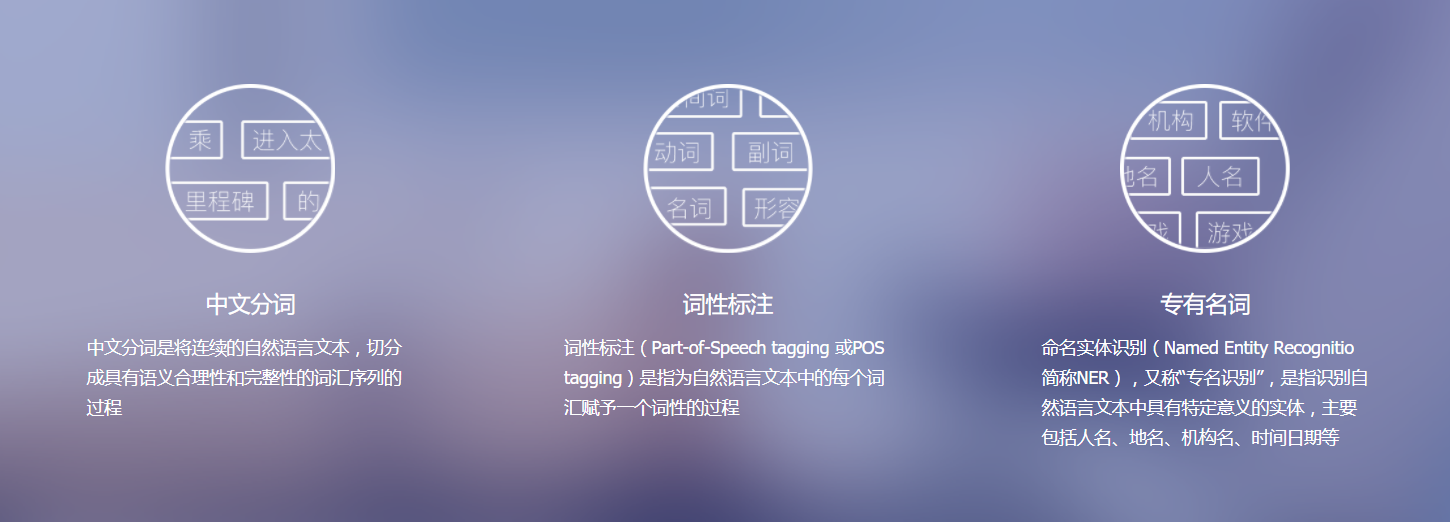 乘
进入太
里程碑
的
中文分词
中文分词是将连续的自然语言文本，切分
成具有语义合理性和完整性的词汇序列的
过程
间词
动词
副词
名词
形容
词性标注
词性标注（Part-of-Speech tagging 或POS
tagging）是指为自然语言文本中的每个词
汇赋予一个词性的过程
机构
软件
地名
人名
戏
游戏
专有名词
命名实体识别（Named Entity Recognitio
简称NER），又称“专名识别”，是指识别自
然语言文本中具有特定意义的实体，主要
包括人名、地名、机构名、时间日期等